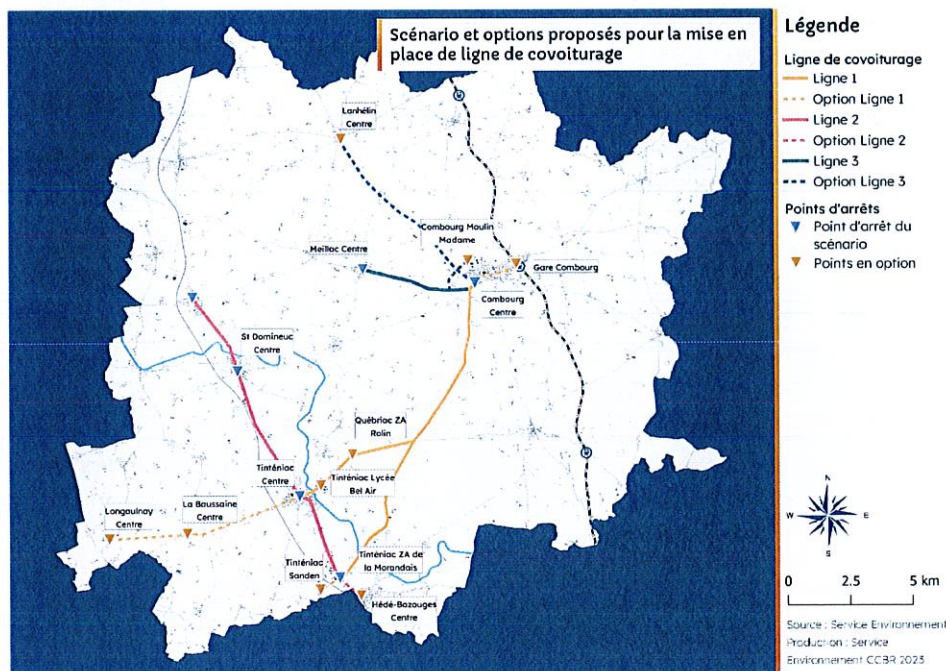 Scénario et options proposés pour la mise en
place de ligne de covoiturage
Lanhélin
Centre
Combourg Moulin
Madame
Meillac Centre
Gare Combourg
Combourg
Centre
St Domineuc
Centre
Québriac ZA
Rolin
Tinténiac
Centre
Tinténiac Lycée
Bel Air
La Baussaine
Centre
Longaulnay
Centre
Tinténiac ZA de
la Morandais
Tinténiac
Sanden
Hédé-Bazouges
Centre
Légende
Ligne de covoiturage
Ligne 1
Option Ligne 1
Ligne 2
Option Ligne 2
Ligne 3
Option Ligne 3
Points d'arrêts
Point d'arrêt du
scénario
Points en option
N
W E
S
0 2.5 5 km
Source : Service Environnement
Production : Service
Environnement CCBR 2023